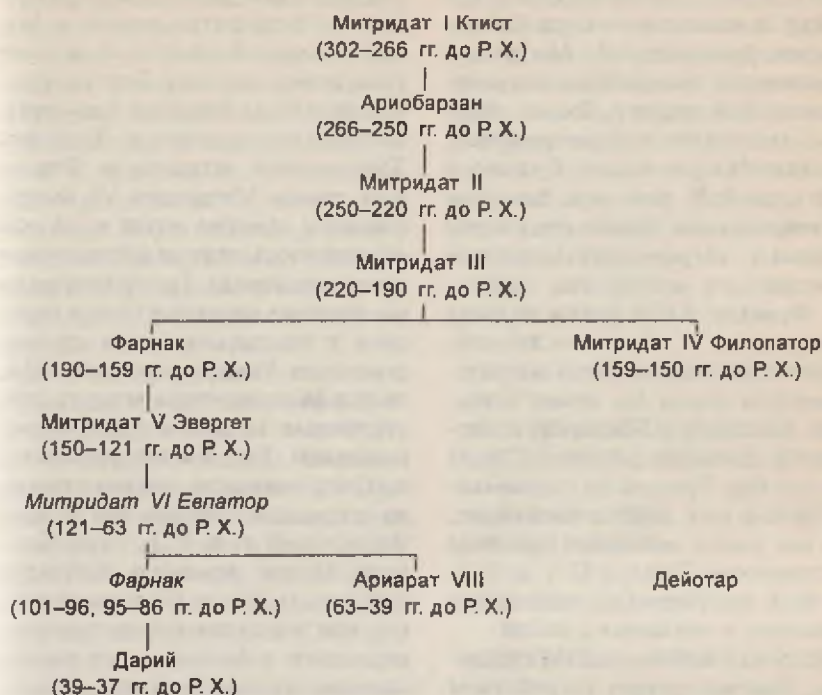 Митридат I Ктист
(302–266 гг. до Р. Х.)
Ариобарзан
(266–250 гг. до Р. Х.)
Митридат II
(250–220 гг. до Р. Х.)
Митридат III
(220–190 гг. до Р. Х.)
Фарнак
(190–159 гг. до Р. Х.)
Митридат IV Филопатор
(159–150 гг. до Р. Х.)
Митридат V Эвергет
(150–121 гг. до Р. Х.)
Митридат VI Евпатор
(121–63 гг. до Р. Х.)
Фарнак
(101–96, 95–86 гг. до Р. Х.)
Ариарат VIII
(63–39 гг. до Р. Х.)
Дейотар
Дарий
(39–37 гг. до Р. Х.)